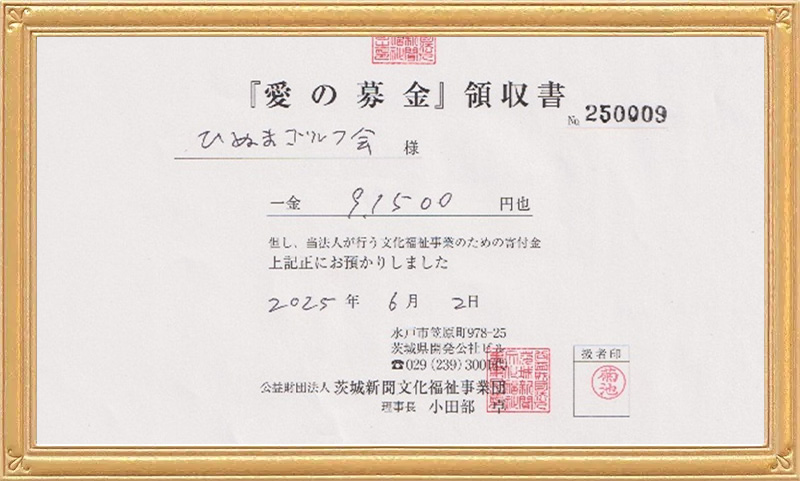 『愛の募金』領収書
№ 250009
ひぬまゴルフ会 様
一金 9,1500 円也
但し、当法人が行う文化福祉事業のための寄付金
上記正にお預かりしました
2025 年 6 月 2日
水戸市笠原町978-25
茨城県開発公社ビル
☎029 (239) 300
公益財団法人 茨城新聞文化福祉事業団
理事長 小田部 卓
扱者印
菊池